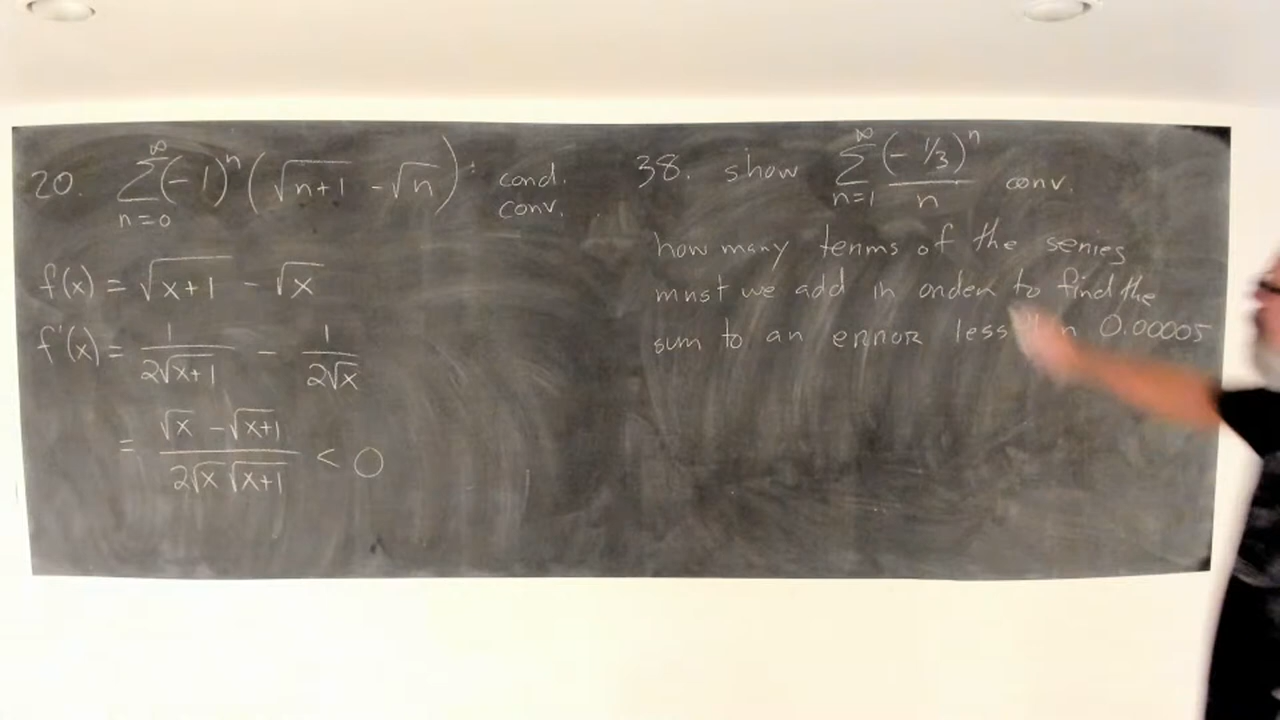 20. ∞ Σ n=0 (-1)^n (√(n+1) - √n) : cond. conv.
f(x) = √(x+1) - √x
f'(x) = 1/(2√(x+1)) - 1/(2√x)
= (√x - √(x+1))/(2√x √(x+1)) < 0
38. show ∞ Σ n=1 (-1/3)^n / n conv.
how many terms of the series
must we add in order to find the
sum to an error less 0.00005